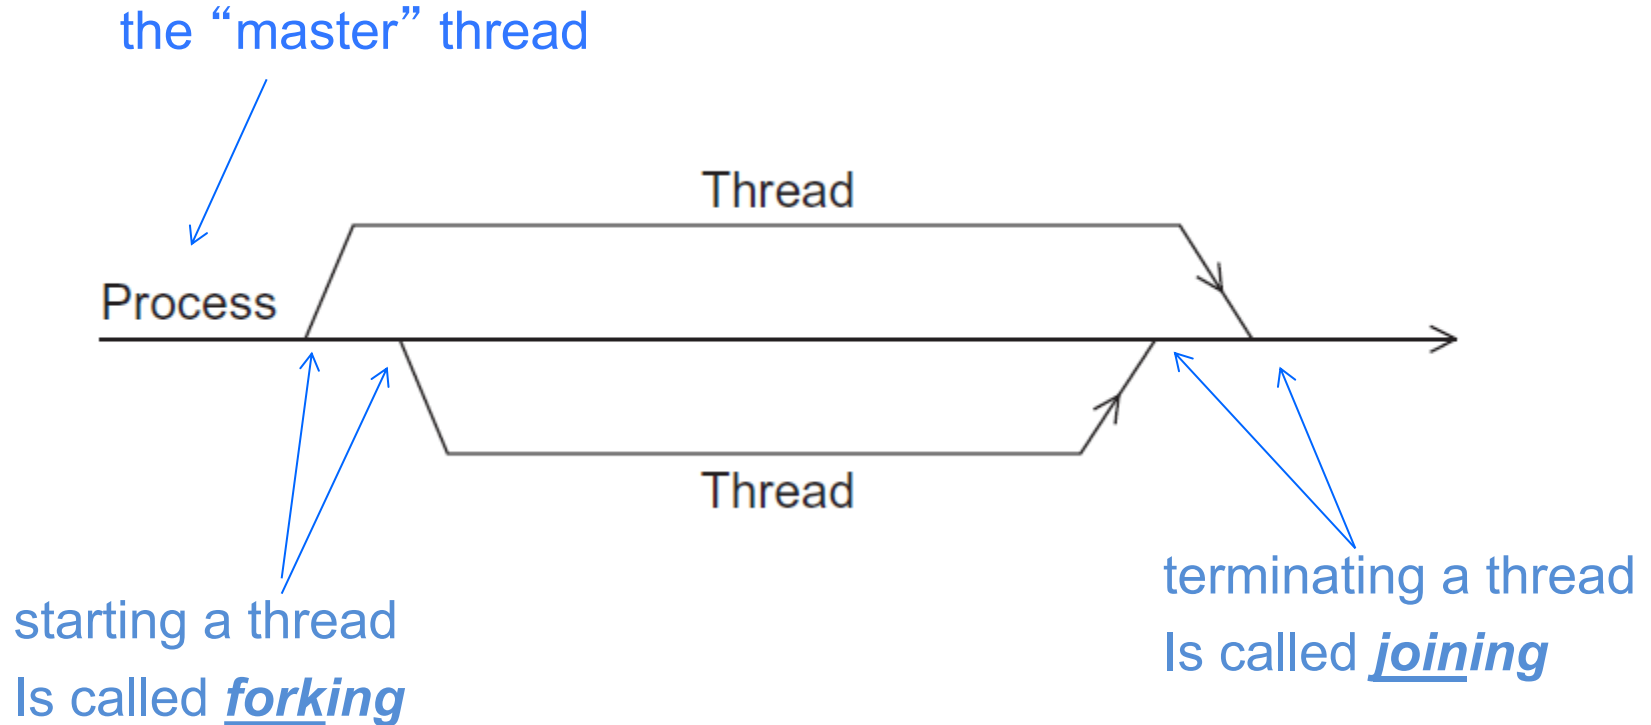 the “master” thread
Thread
Process
Thread
starting a thread
Is called forking
terminating a thread
Is called joining